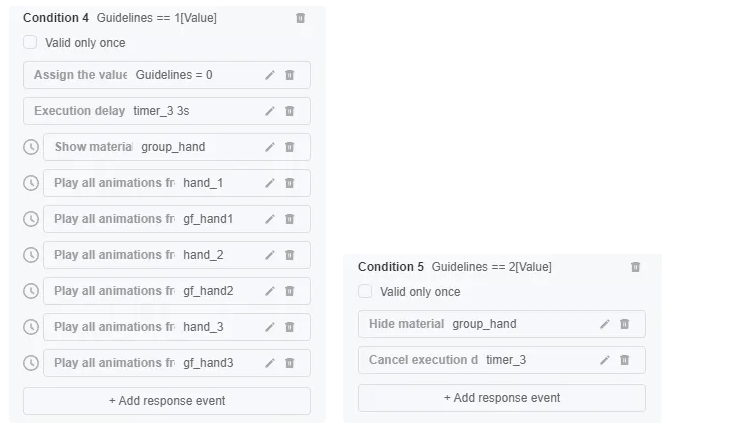 Condition 4 Guidelines == 1[Value]
Valid only once
Assign the value Guidelines = 0
Execution delay timer_3 3s
Show material group_hand
Play all animations fr hand_1
Play all animations fr gf_hand1
Play all animations fr hand_2
Play all animations fr gf_hand2
Play all animations fr hand_3
Play all animations fr gf_hand3
+ Add response event
Condition 5 Guidelines == 2[Value]
Valid only once
Hide material group_hand
Cancel execution d timer_3
+ Add response event